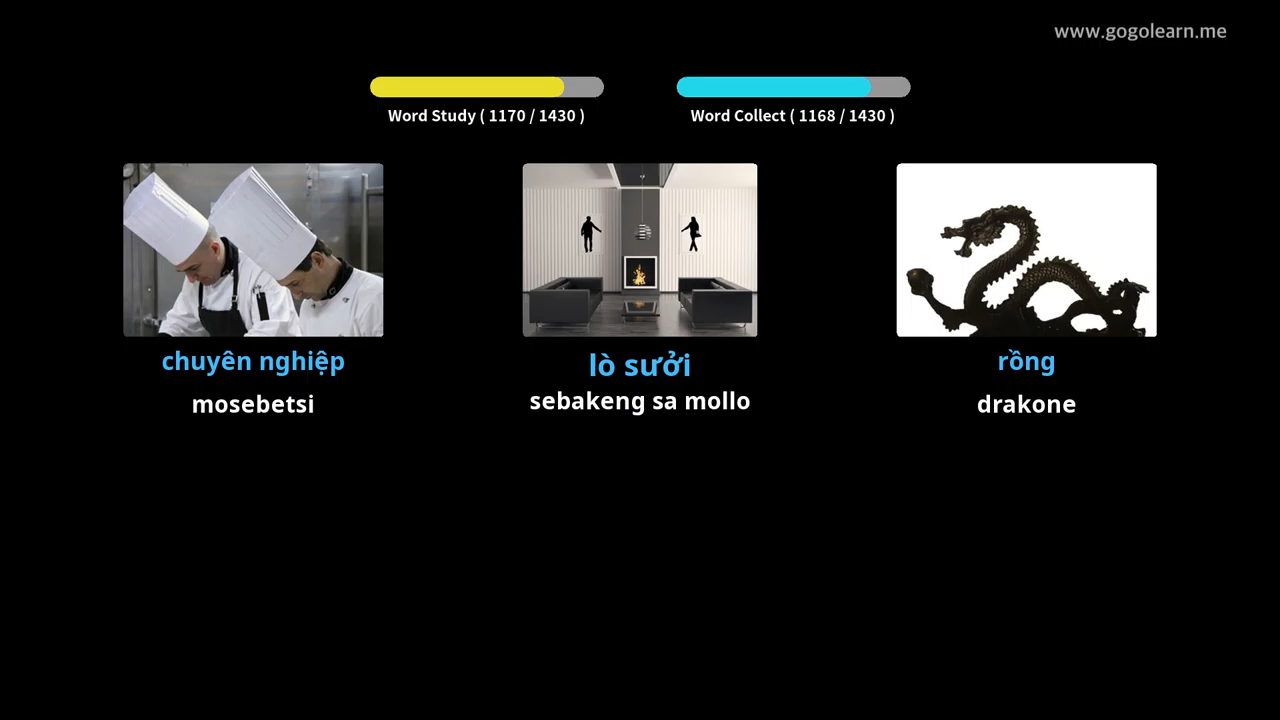 www.gogolearn.me
Word Study ( 1170 / 1430 )
Word Collect ( 1168 / 1430 )
chuyên nghiệp
mosebetsi
lò sưởi
sebakeng sa mollo
rồng
drakone